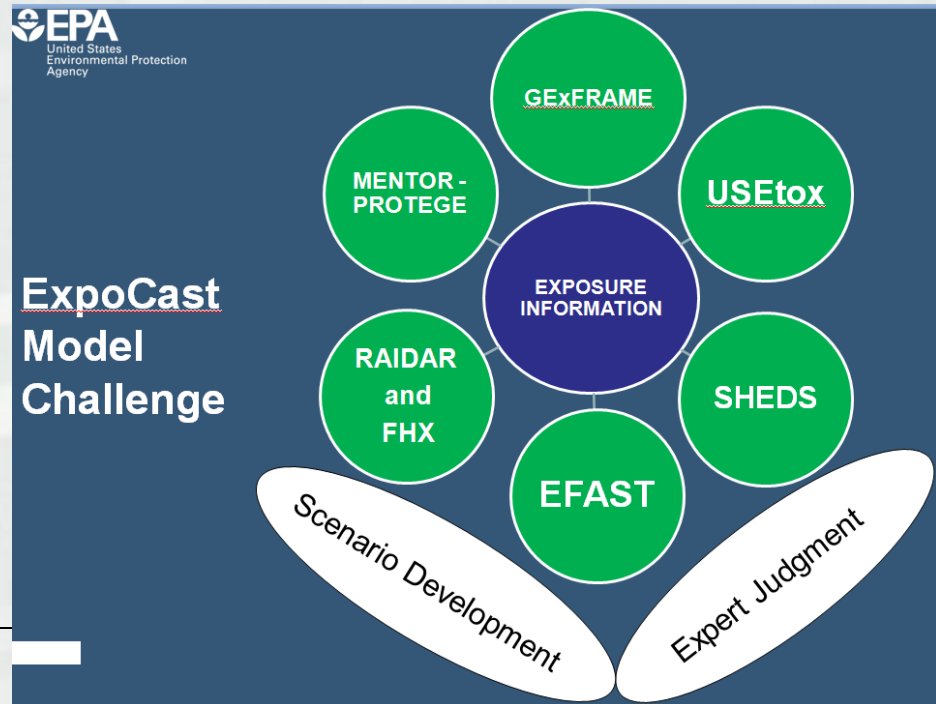 EPA
United States
Environmental Protection
Agency
ExpoCast
Model
Challenge
GExFRAME
MENTOR -
PROTEGE
USEtox
EXPOSURE
INFORMATION
RAIDAR
and
FHX
SHEDS
EFAST
Scenario Development
Expert Judgment